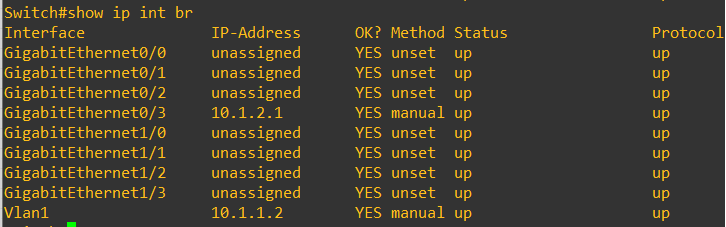 Switch#show ip int br
Interface IP-Address OK? Method Status Protocol
GigabitEthernet0/0 unassigned YES unset up up
GigabitEthernet0/1 unassigned YES unset up up
GigabitEthernet0/2 unassigned YES unset up up
GigabitEthernet0/3 10.1.2.1 YES manual up up
GigabitEthernet1/0 unassigned YES unset up up
GigabitEthernet1/1 unassigned YES unset up up
GigabitEthernet1/2 unassigned YES unset up up
GigabitEthernet1/3 unassigned YES unset up up
Vlan1 10.1.1.2 YES manual up up